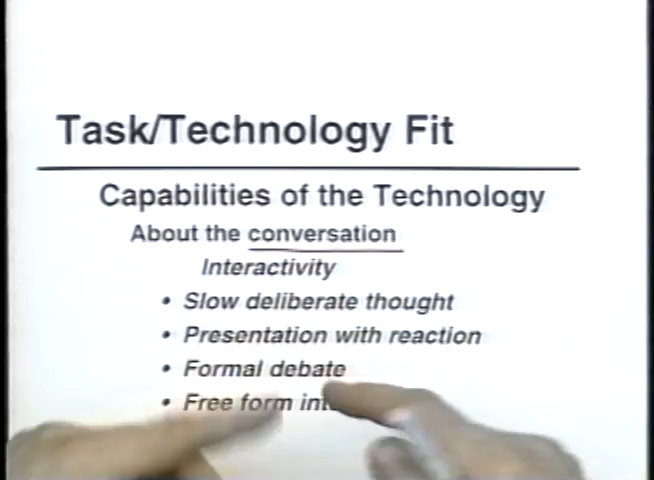 Task/Technology Fit
Capabilities of the Technology
About the conversation
Interactivity
• Slow deliberate thought
• Presentation with reaction
• Formal debate
• Free form